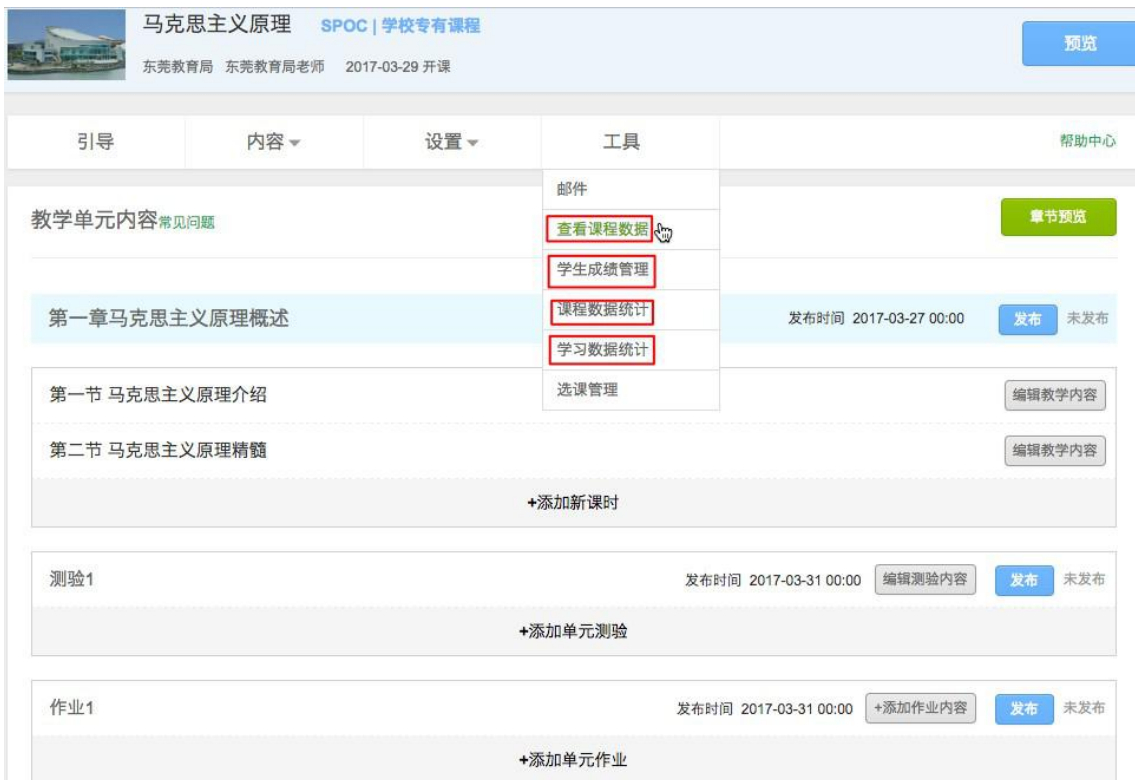 马克思主义原理 SPOC | 学校专有课程
预览
东莞教育局 东莞教育局老师 2017-03-29 开课
引导 内容 设置 工具 帮助中心
邮件
教学单元内容 常见问题 查看课程数据 章节预览
学生成绩管理
第一章马克思主义原理概述 课程数据统计 发布时间 2017-03-27 00:00 发布 未发布
学习数据统计
第一节 马克思主义原理介绍 选课管理 编辑教学内容
第二节 马克思主义原理精髓 编辑教学内容
+添加新课时
测验1 发布时间 2017-03-31 00:00 编辑测验内容 发布 未发布
+添加单元测验
作业1 发布时间 2017-03-31 00:00 +添加作业内容 发布 未发布
+添加单元作业